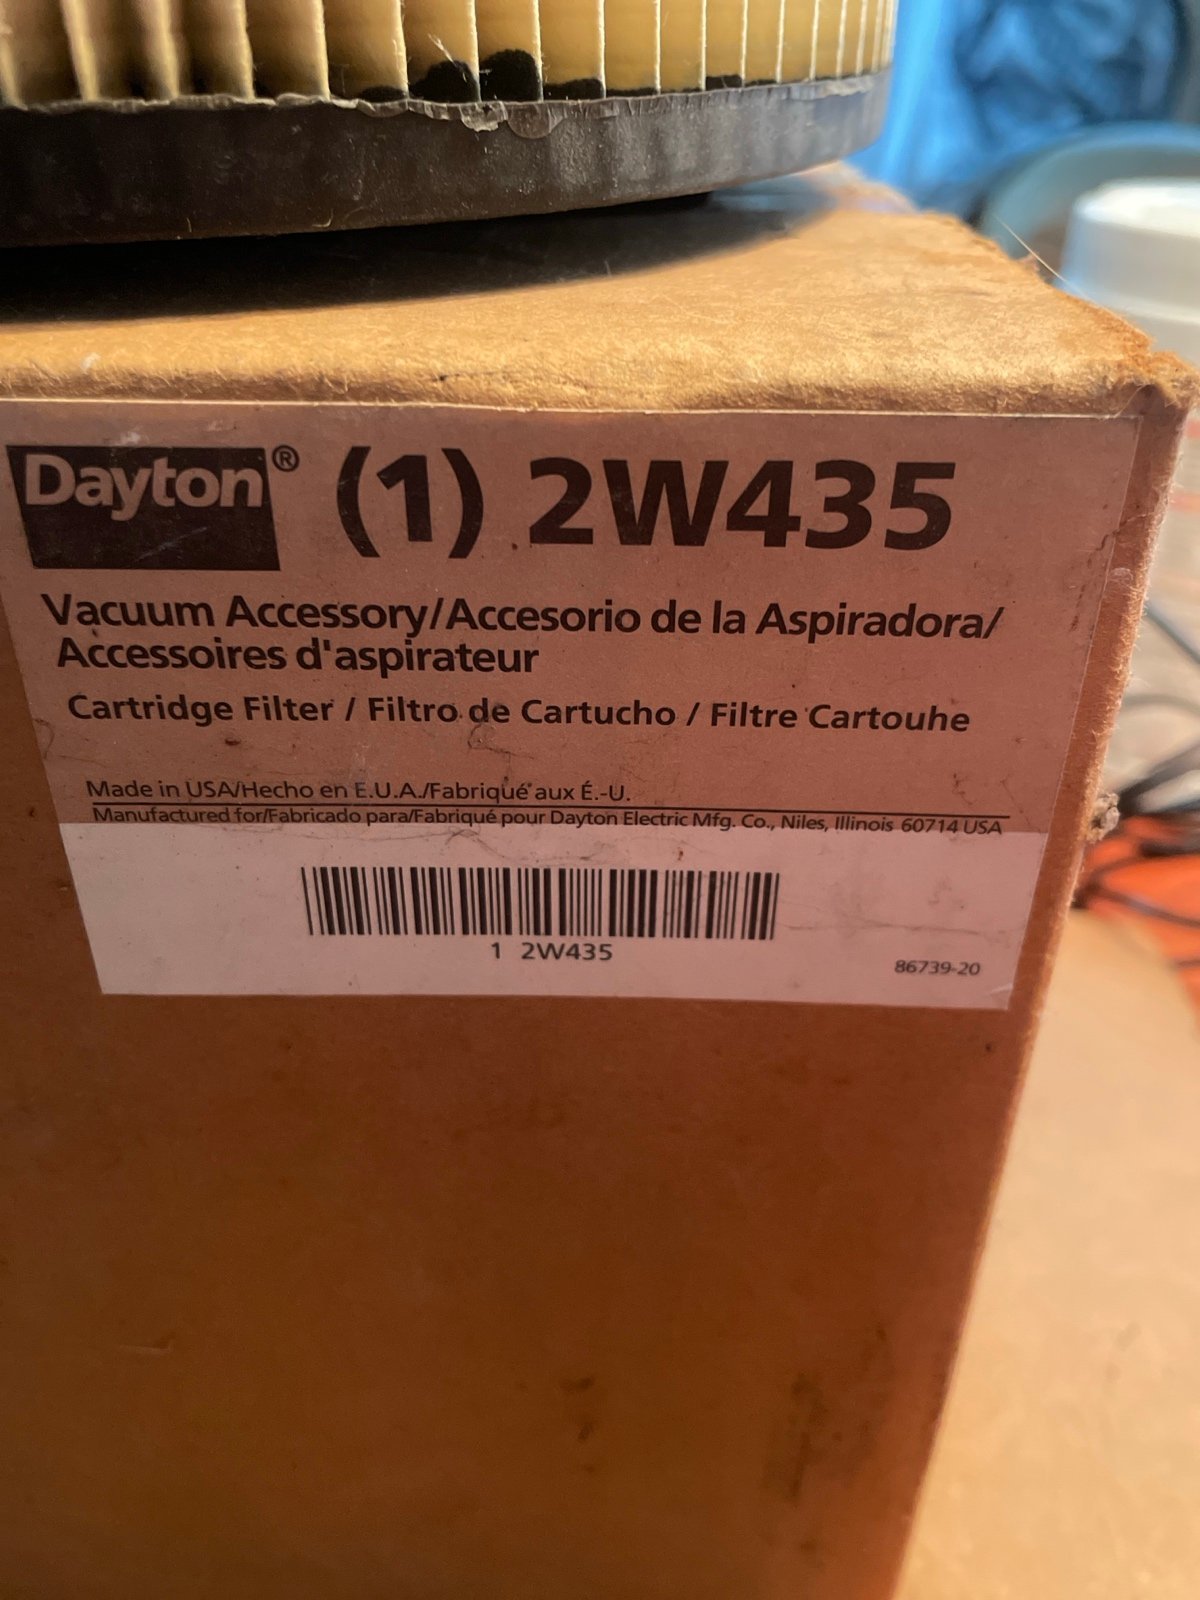 Dayton® (1) 2W435
Vacuum Accessory/Accesorio de la Aspiradora/
Accessoires d'aspirateur
Cartridge Filter / Filtro de Cartucho / Filtre Cartouhe
Made in USA/Hecho en E.U.A./Fabriqué aux É.-U.
Manufactured for/Fabricado para/Fabriqué pour Dayton Electric Mfg. Co., Niles, Illinois 60714 USA
1 2W435
86739-20